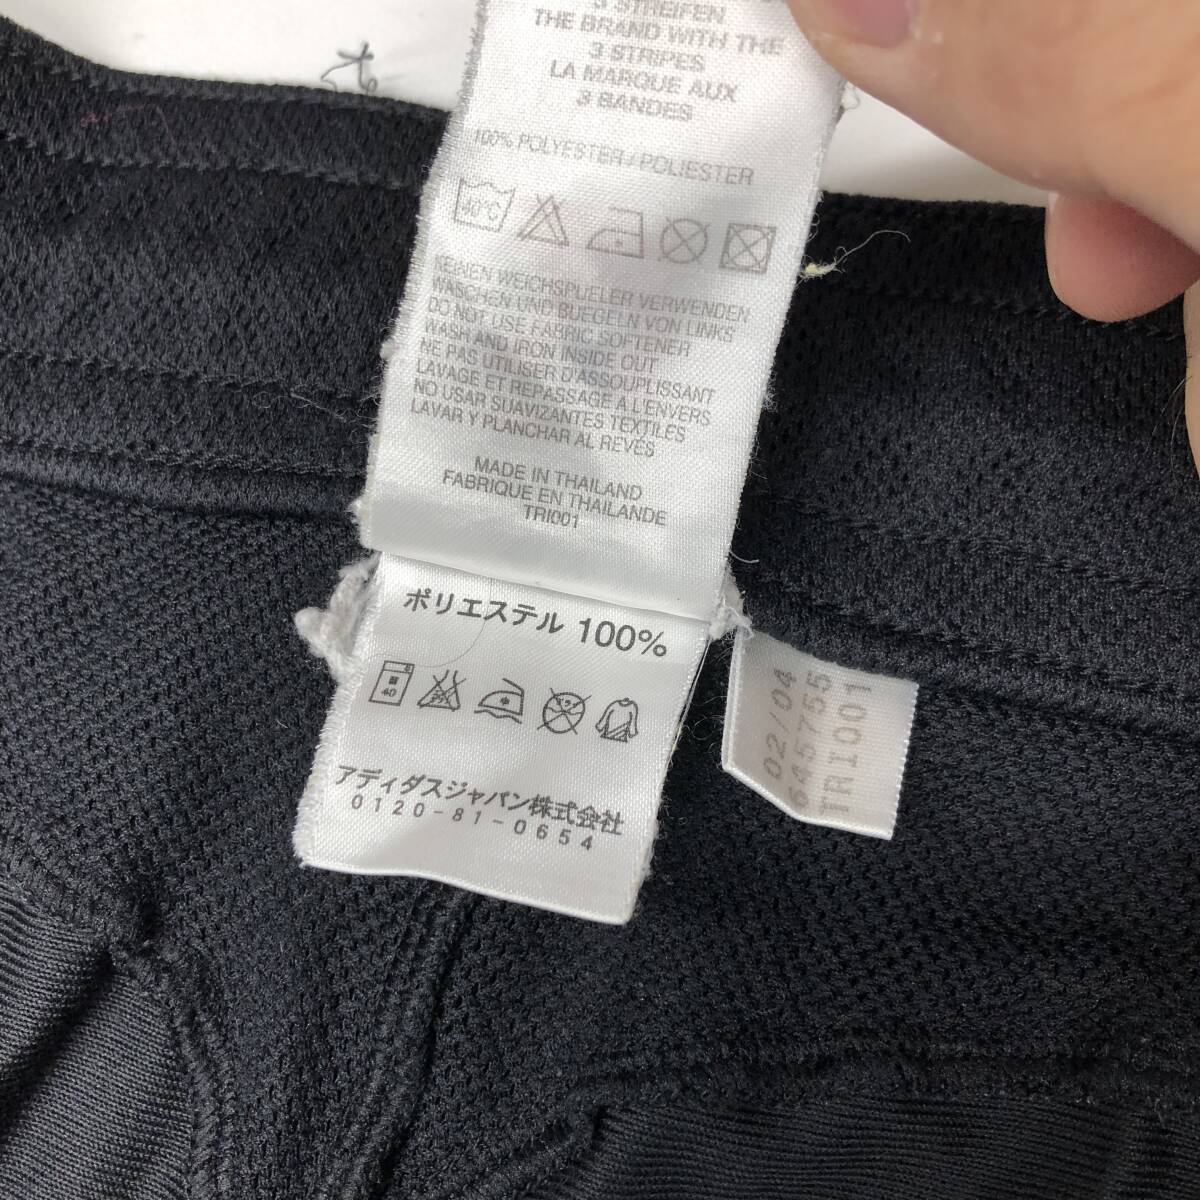 3 STREIFEN
THE BRAND WITH THE
3 STRIPES
LA MARQUE AUX
3 BANDES
100% POLYESTER / POLIESTER
40°C
KEINEN WEICHSPUELER VERWENDEN
WASCHEN UND BUEGELN VON LINKS
DO NOT USE FABRIC SOFTENER
WASH AND IRON INSIDE OUT
NE PAS UTILISER D'ASSOUPLISSANT
LAVAGE ET REPASSAGE A L'ENVERS
NO USAR SUAVIZANTES TEXTILES
LAVAR Y PLANCHAR AL REVÉS
MADE IN THAILAND
FABRIQUE EN THAILANDE
TRI001
ポリエステル 100%
40
アディダスジャパン株式会社
0120-81-0654
02/04
645755
TRI001